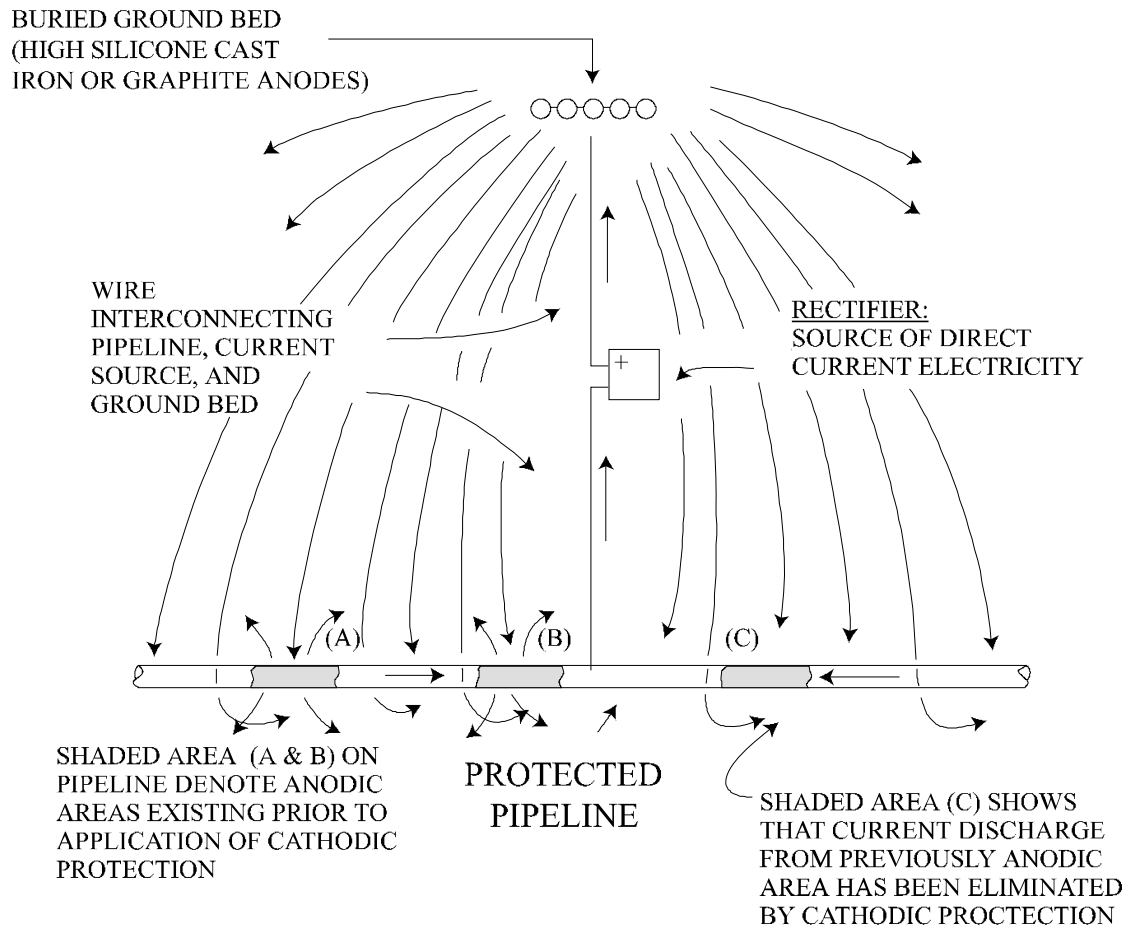 BURIED GROUND BED
(HIGH SILICONE CAST
IRON OR GRAPHITE ANODES)
WIRE
INTERCONNECTING
PIPELINE, CURRENT
SOURCE, AND
GROUND BED
RECTIFIER:
SOURCE OF DIRECT
CURRENT ELECTRICITY
+
(A)
(B)
(C)
SHADED AREA (A & B) ON
PIPELINE DENOTE ANODIC
AREAS EXISTING PRIOR TO
APPLICATION OF CATHODIC
PROTECTION
PROTECTED
PIPELINE
SHADED AREA (C) SHOWS
THAT CURRENT DISCHARGE
FROM PREVIOUSLY ANODIC
AREA HAS BEEN ELIMINATED
BY CATHODIC PROCTECTION